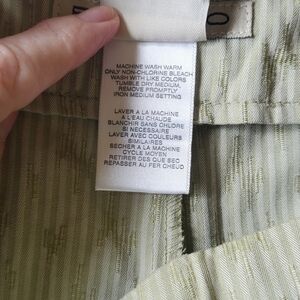 MACHINE WASH WARM
ONLY NON-CHLORINE BLEACH
WASH WITH LIKE COLORS
TUMBLE DRY MEDIUM,
REMOVE PROMPTLY
IRON MEDIUM SETTING
LAVER A LA MACHINE
A L'EAU CHAUDE
BLANCHIR SANS CHLORE
SI NECESSAIRE
LAVER AVEC COULEURS
SIMILAIRES
SECHER A LA MACHINE
CYCLE MOYEN
RETIRER DES QUE SEC
REPASSER AU FER CHAUD